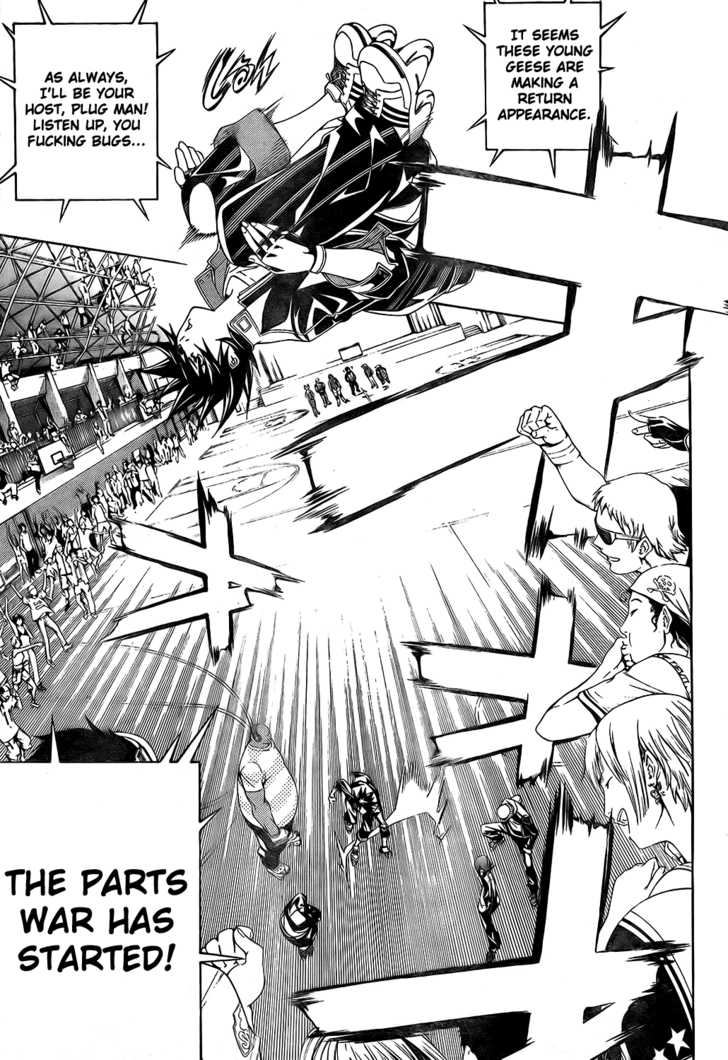 IT SEEMS
THESE YOUNG
GEESE ARE
MAKING A
RETURN
APPEARANCE.
AS ALWAYS,
I'LL BE YOUR
HOST, PLUG MAN!
LISTEN UP, YOU
FUCKING BUGS...
THE PARTS
WAR HAS
STARTED!